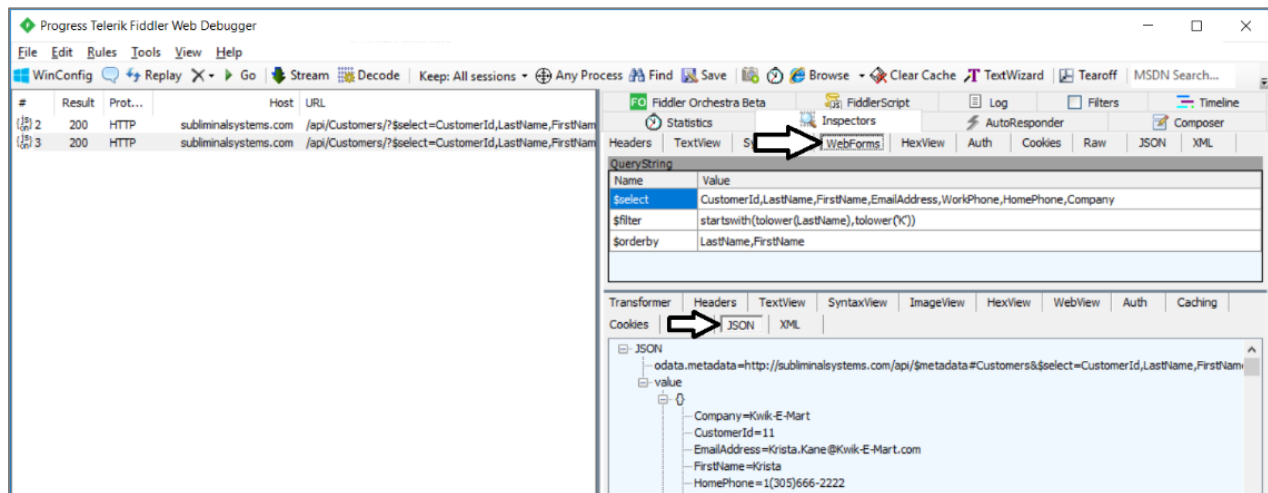 Progress Telerik Fiddler Web Debugger
File Edit Rules Tools View Help
WinConfig Replay Go Stream Decode Keep: All sessions Any Process Find Save Browse Clear Cache TextWizard Tearoff MSDN Search...
# Result Prot... Host URL
2 200 HTTP subliminalsystems.com /api/Customers/?$select=CustomerId,LastName,FirstNam
3 200 HTTP subliminalsystems.com /api/Customers/?$select=CustomerId,LastName,FirstNam
FO Fiddler Orchestra Beta FiddlerScript Log Filters Timeline
Statistics Inspectors AutoResponder Composer
Headers TextView WebForms HexView Auth Cookies Raw JSON XML
QueryString
Name Value
$select CustomerId,LastName,FirstName,EmailAddress,WorkPhone,HomePhone,Company
$filter startswith(tolower(LastName),tolower('K'))
$orderby LastName,FirstName
Transformer Headers TextView SyntaxView ImageView HexView WebView Auth Caching
Cookies JSON XML
JSON
odata.metadata=http://subliminalsystems.com/api/$metadata#Customers&$select=CustomerId,LastName,FirstName
value
{}
Company=Kwik-E-Mart
CustomerId=11
EmailAddress=Krista.Kane@Kwik-E-Mart.com
FirstName=Krista
HomePhone=1(305)666-2222